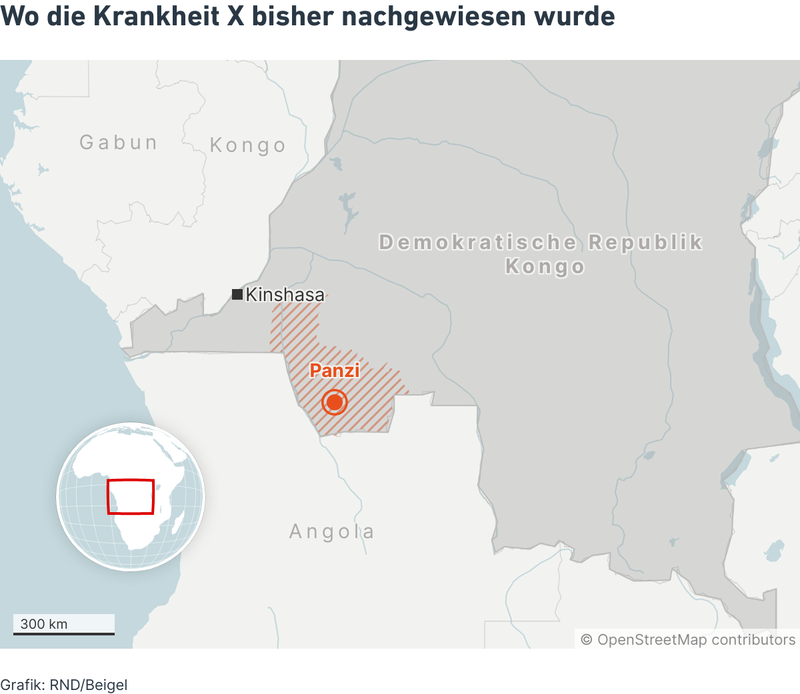 Wo die Krankheit X bisher nachgewiesen wurde
Gabun
Kongo
Demokratische Republik
Kongo
Kinshasa
Panzi
Angola
300 km
© OpenStreetMap contributors
Grafik: RND/Beigel